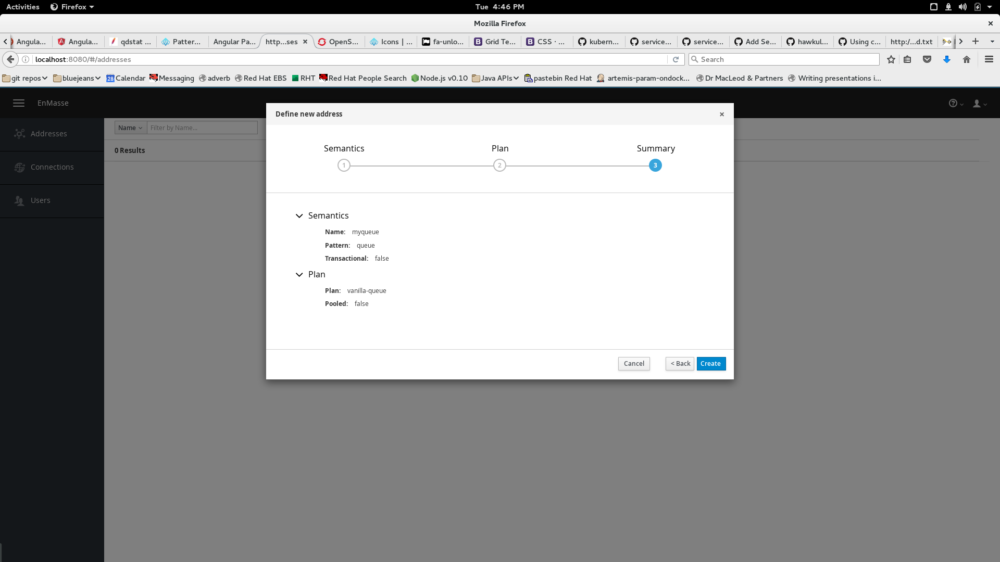 Activities Firefox Tue 4:46 PM
Mozilla Firefox
Angula... Angula... qdstat ... Patter... Angular Pa... http...ses OpenS... Icons | ... fa-unlo... Grid Te... CSS · ... kubern... service... service... Add Se... hawkul... Using c... http:/...d.txt
localhost:8080/#/addresses Search
git repos bluejeans 28 Calendar Messaging adverb Red Hat EBS RHT Red Hat People Search Node.js v0.10 Java APIs pastebin Red Hat artemis-param-ondock... Dr MacLeod & Partners Writing presentations i...
EnMasse
Define new address
Addresses
Connections
Users
Name Filter by Name...
0 Results
Semantics Plan Summary
1 2 3
Semantics
Name: myqueue
Pattern: queue
Transactional: false
Plan
Plan: vanilla-queue
Pooled: false
Cancel < Back Create